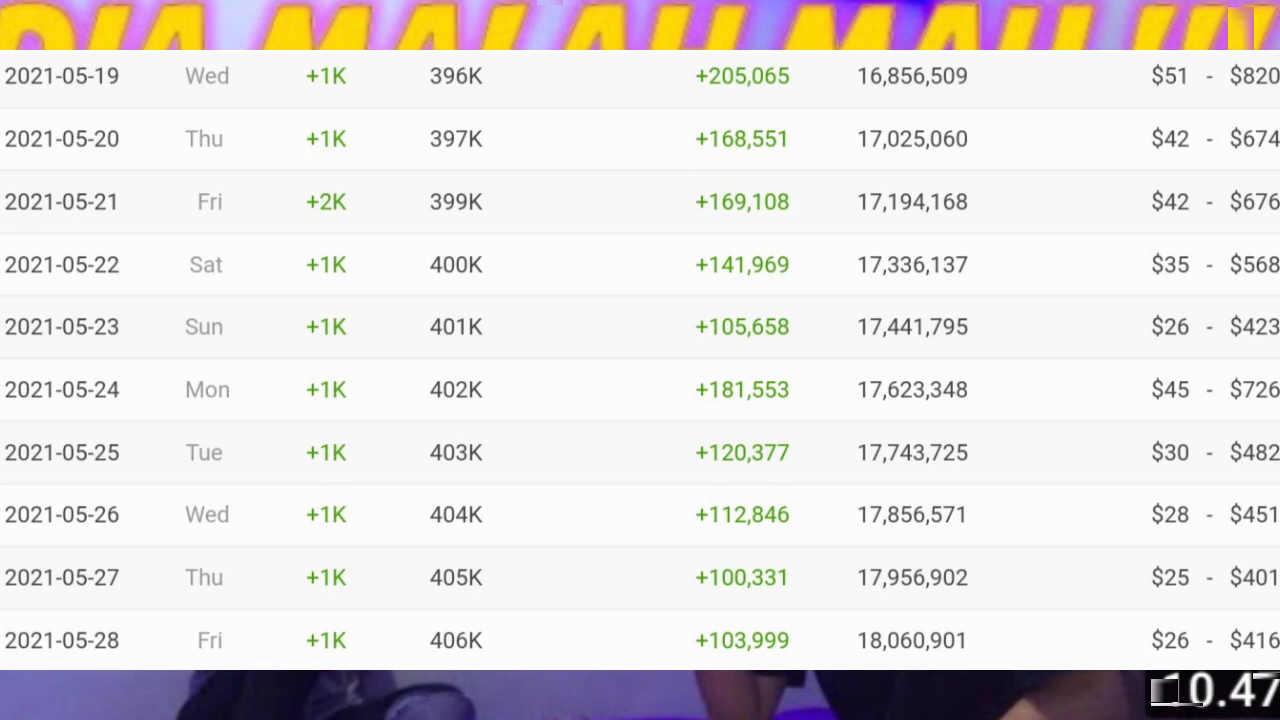 DIA MALAH MAU !!!
2021-05-19 Wed +1K 396K +205,065 16,856,509 $51 - $820
2021-05-20 Thu +1K 397K +168,551 17,025,060 $42 - $674
2021-05-21 Fri +2K 399K +169,108 17,194,168 $42 - $676
2021-05-22 Sat +1K 400K +141,969 17,336,137 $35 - $568
2021-05-23 Sun +1K 401K +105,658 17,441,795 $26 - $423
2021-05-24 Mon +1K 402K +181,553 17,623,348 $45 - $726
2021-05-25 Tue +1K 403K +120,377 17,743,725 $30 - $482
2021-05-26 Wed +1K 404K +112,846 17,856,571 $28 - $451
2021-05-27 Thu +1K 405K +100,331 17,956,902 $25 - $401
2021-05-28 Fri +1K 406K +103,999 18,060,901 $26 - $416
10.47